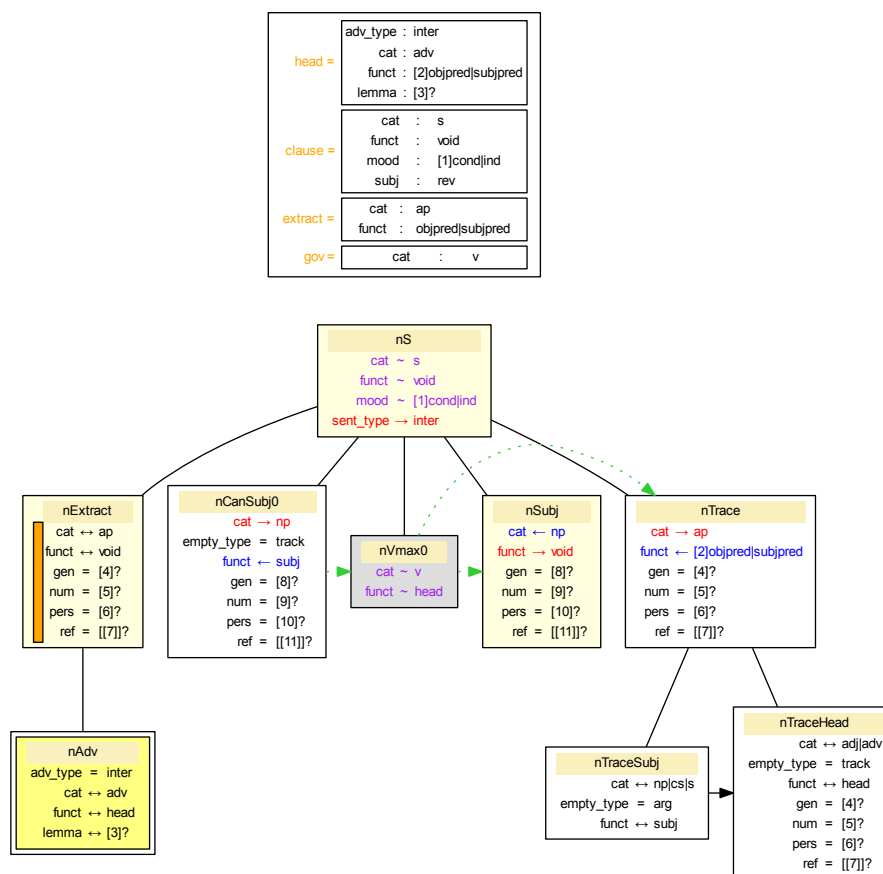 head =
adv_type : inter
cat : adv
funct : [2]objpred|subjpred
lemma : [3]?
clause =
cat : s
funct : void
mood : [1]cond|ind
subj : rev
extract =
cat : ap
funct : objpred|subjpred
gov =
cat : v
nS
cat ~ s
funct ~ void
mood ~ [1]cond|ind
sent_type → inter
nExtract
cat ↔ ap
funct ↔ void
gen = [4]?
num = [5]?
pers = [6]?
ref = [[7]]?
nCanSubj0
cat → np
empty_type = track
funct ← subj
gen = [8]?
num = [9]?
pers = [10]?
ref = [[11]]?
nVmax0
cat ~ v
funct ~ head
nSubj
cat ← np
funct → void
gen = [8]?
num = [9]?
pers = [10]?
ref = [[11]]?
nTrace
cat → ap
funct ← [2]objpred|subjpred
gen = [4]?
num = [5]?
pers = [6]?
ref = [[7]]?
nAdv
adv_type = inter
cat ↔ adv
funct ↔ head
lemma ↔ [3]?
nTraceSubj
cat ↔ np|cs|s
empty_type = arg
funct ↔ subj
nTraceHead
cat ↔ adj|adv
empty_type = track
funct ↔ head
gen = [4]?
num = [5]?
pers = [6]?
ref = [[7]]?